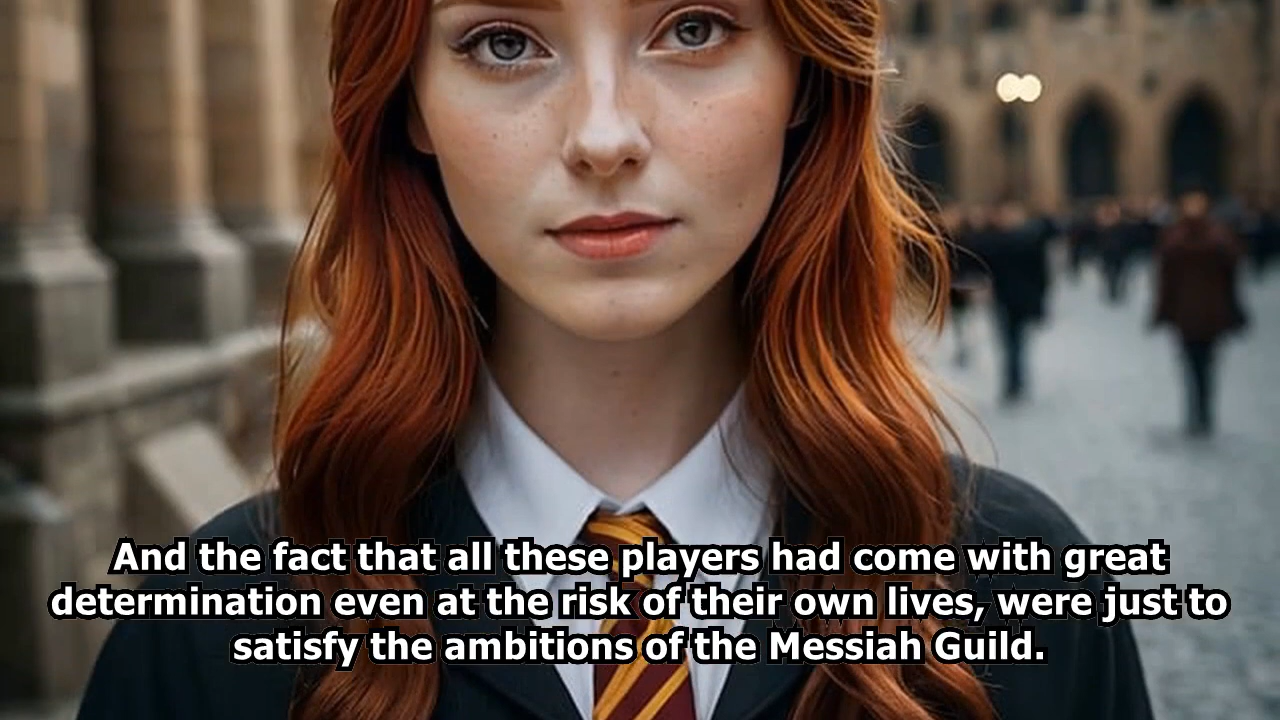 And the fact that all these players had come with great
determination even at the risk of their own lives, were just to
satisfy the ambitions of the Messiah Guild.